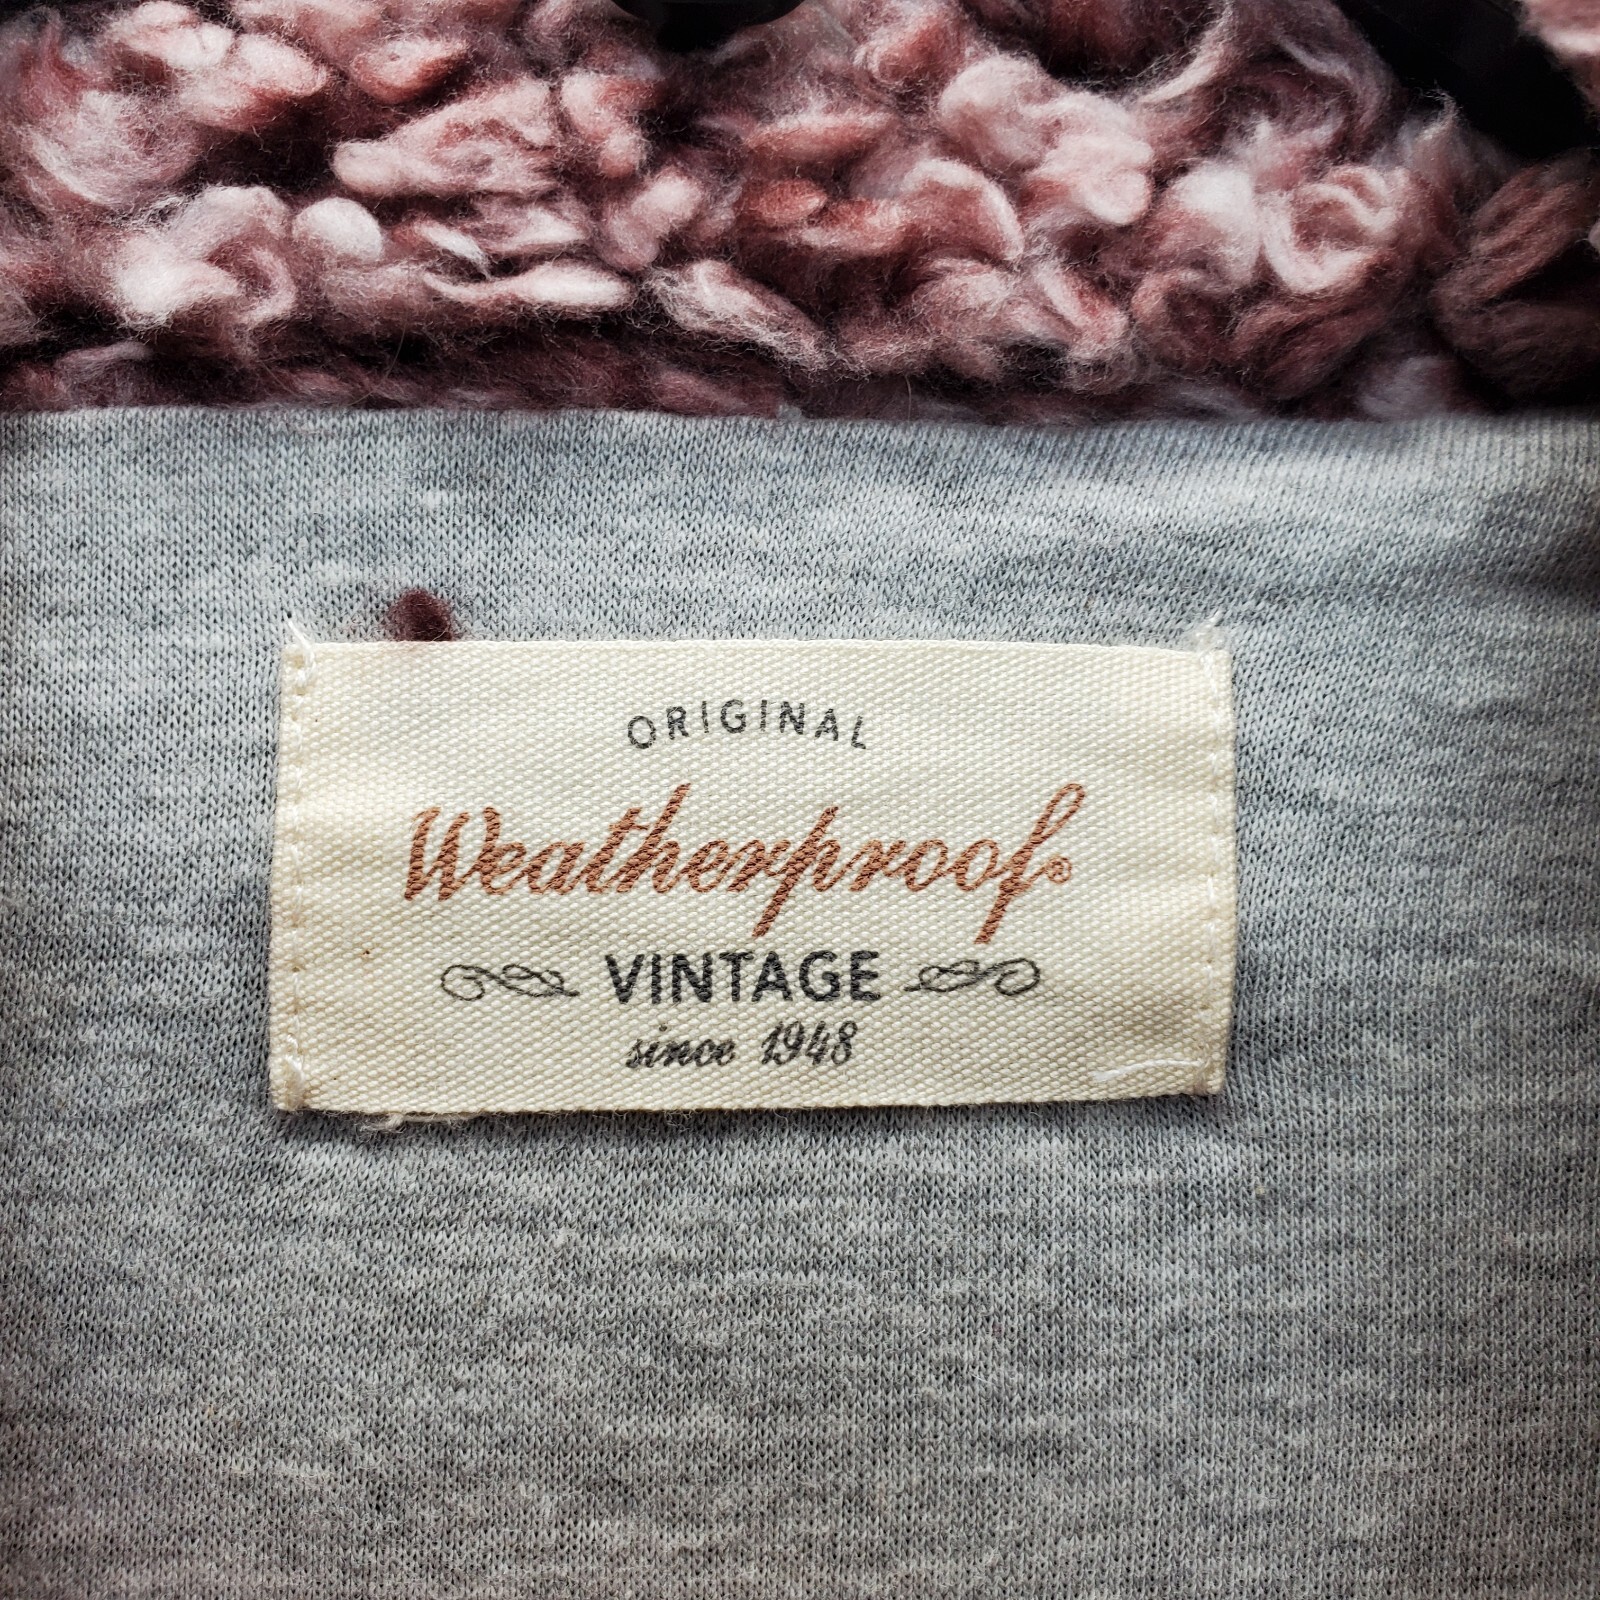 ORIGINAL
Weatherproof®
VINTAGE
since 1948